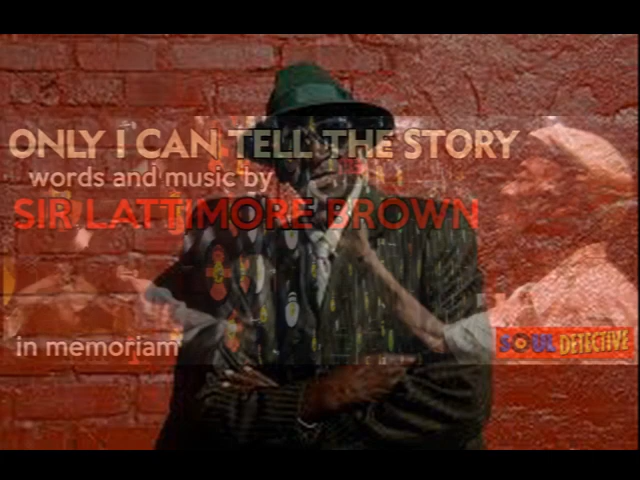 ONLY I CAN TELL THE STORY
words and music by
SIR LATTIMORE BROWN
in memoriam
SOUL DETECTIVE